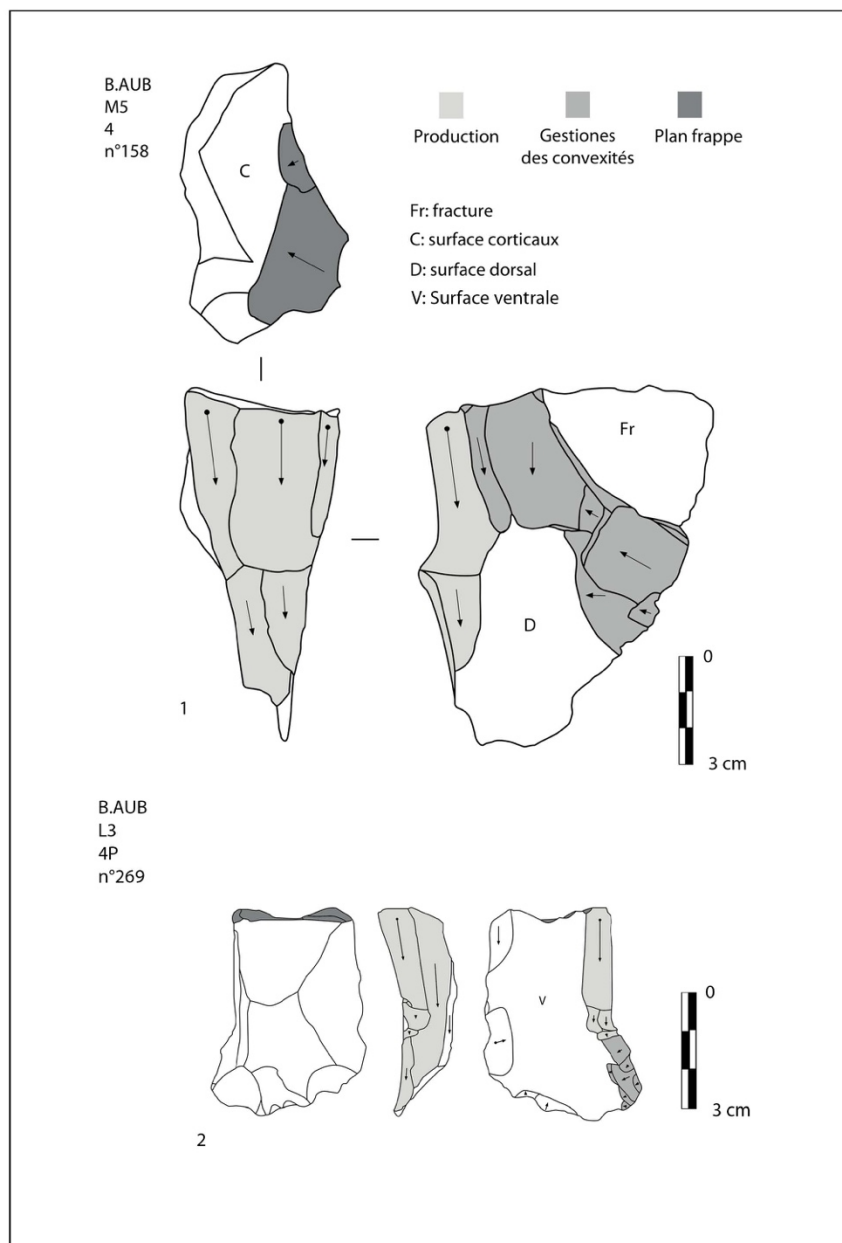 B.AUB
M5
4
n°158
Production
Gestiones
des convexités
Plan frappe
Fr: fracture
C: surface corticaux
D: surface dorsal
V: Surface ventrale
C
Fr
D
1
0
3 cm
B.AUB
L3
4P
n°269
V
2
0
3 cm